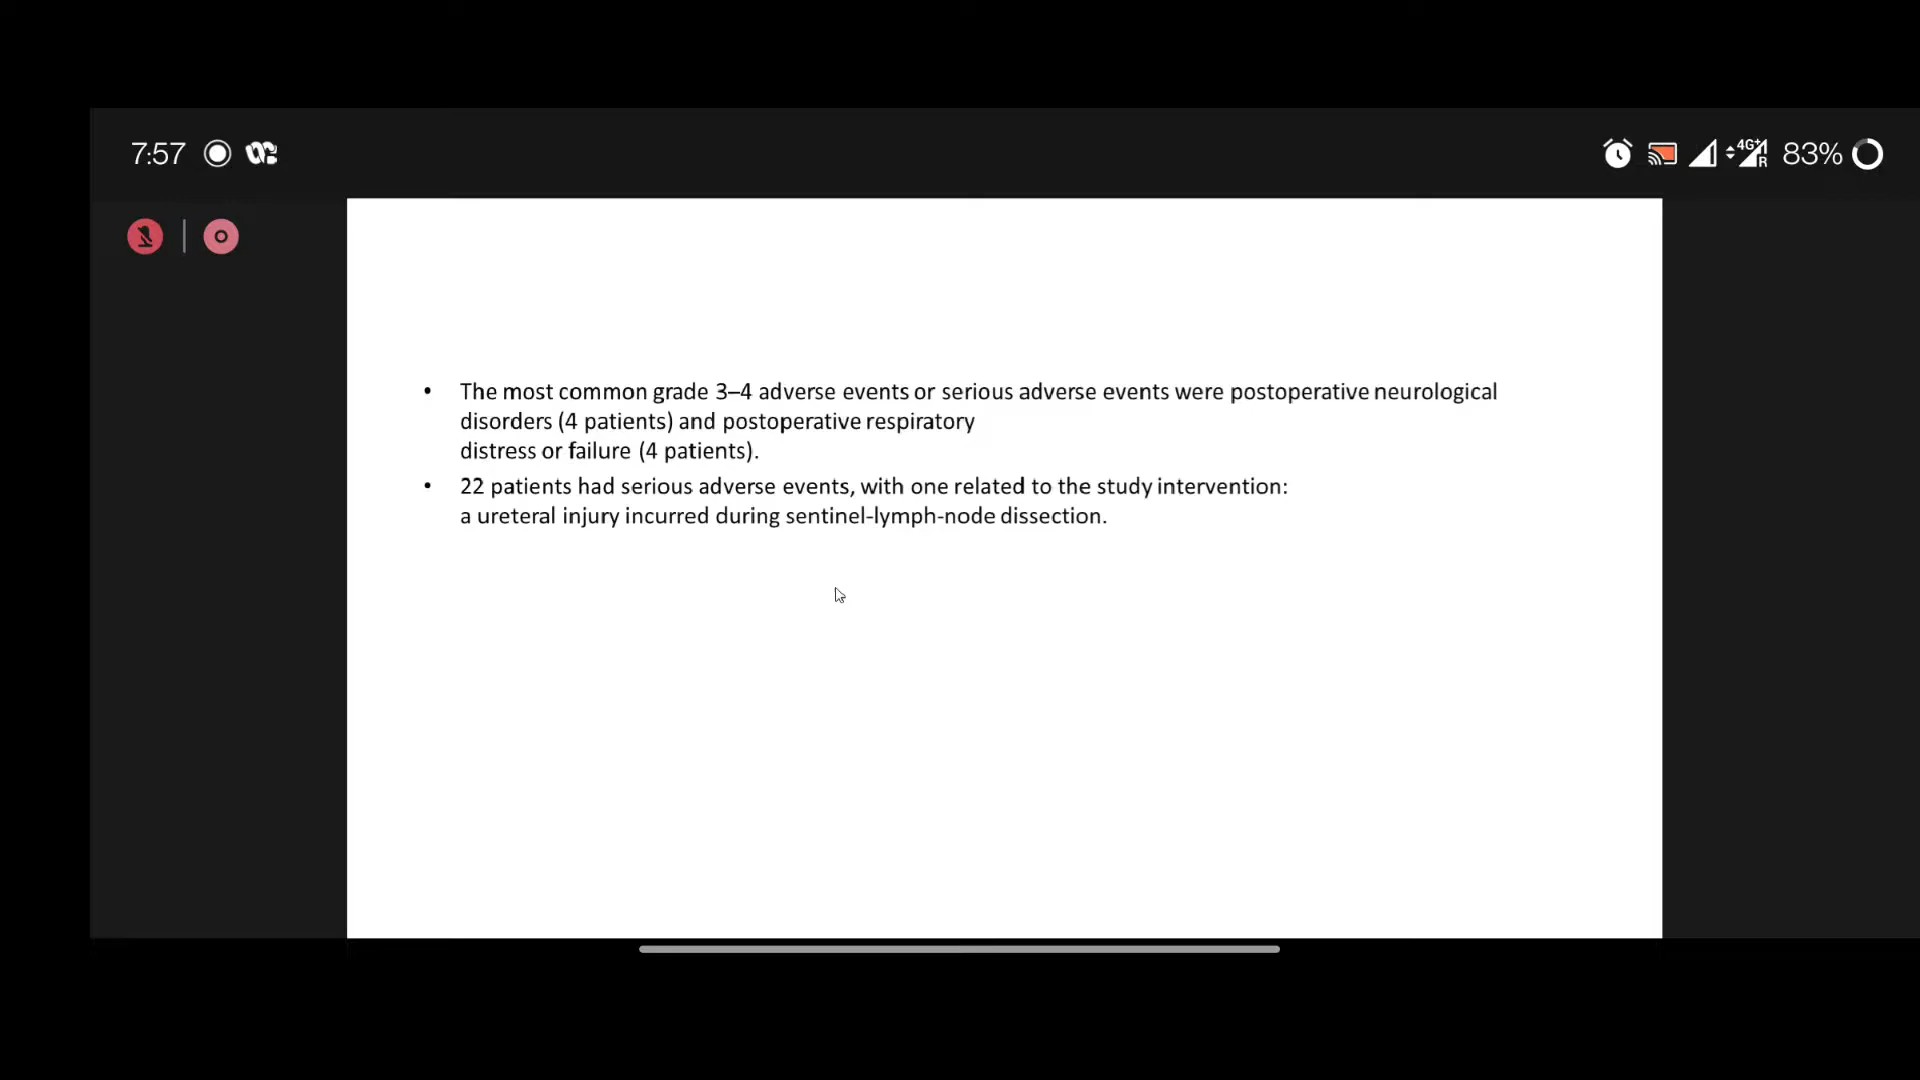 7:57
4G+
R
83%
• The most common grade 3–4 adverse events or serious adverse events were postoperative neurological
disorders (4 patients) and postoperative respiratory
distress or failure (4 patients).
• 22 patients had serious adverse events, with one related to the study intervention:
a ureteral injury incurred during sentinel-lymph-node dissection.